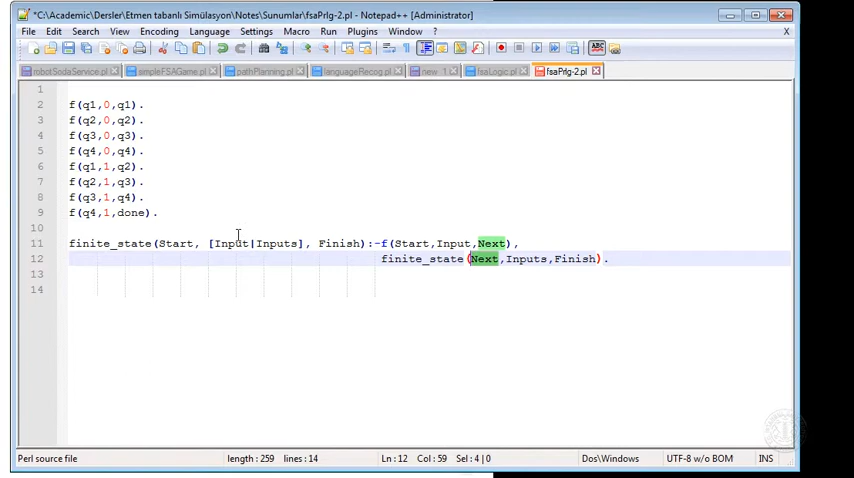 *C:\Academic\Dersler\Etmen tabanlı Simülasyon\Notes\Sunumlar\fsaPrlg-2.pl - Notepad++ [Administrator]
File Edit Search View Encoding Language Settings Macro Run Plugins Window ? X
robotSodaService.pl simpleFSAGame.pl pathPlanning.pl languageRecog.pl new 1 fsaLogic.pl fsaPrlg-2.pl
1
2 f(q1,0,q1).
3 f(q2,0,q2).
4 f(q3,0,q3).
5 f(q4,0,q4).
6 f(q1,1,q2).
7 f(q2,1,q3).
8 f(q3,1,q4).
9 f(q4,1,done).
10
11 finite_state(Start, [Input|Inputs], Finish):-f(Start,Input,Next),
12 finite_state(Next,Inputs,Finish).
13
14
Perl source file length : 259 lines : 14 Ln : 12 Col : 59 Sel : 4 | 0 Dos\Windows UTF-8 w/o BOM INS